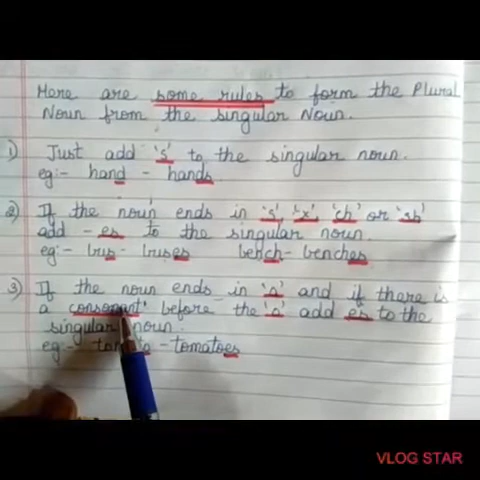 Here are some rules to form the Plural
Noun from the singular Noun.
1) Just add 's' to the singular noun.
eg:- hand - hands
2) If the noun ends in 's', 'x', 'ch' or 'sh'
add - es to the singular noun.
eg:- bus - buses bench - benches
3) If the noun ends in 'o' and if there is
a consonant' before the 'o' add es to the
singular noun.
eg:- - tomatoes
VLOG STAR